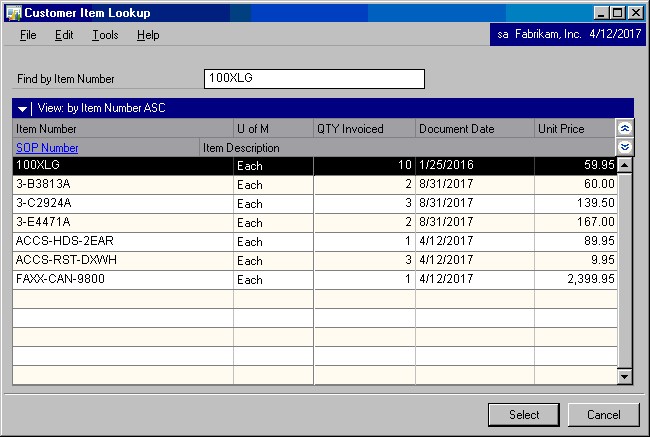 Customer Item Lookup
File Edit Tools Help sa Fabrikam, Inc. 4/12/2017
Find by Item Number 100XLG
View: by Item Number ASC
Item Number U of M QTY Invoiced Document Date Unit Price
SOP Number Item Description
100XLG Each 10 1/25/2016 59.95
3-B3813A Each 2 8/31/2017 60.00
3-C2924A Each 3 8/31/2017 139.50
3-E4471A Each 2 8/31/2017 167.00
ACCS-HDS-2EAR Each 1 4/12/2017 89.95
ACCS-RST-DXWH Each 3 4/12/2017 9.95
FAXX-CAN-9800 Each 1 4/12/2017 2,399.95
Select Cancel